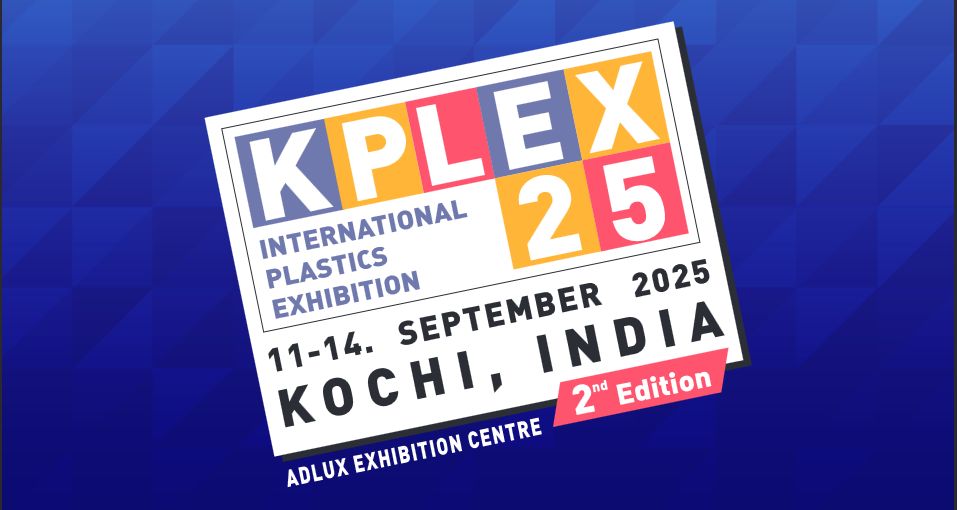 KPLEX
25
INTERNATIONAL
PLASTICS
EXHIBITION
11-14. SEPTEMBER 2025
KOCHI, INDIA
2nd Edition
ADLUX EXHIBITION CENTRE